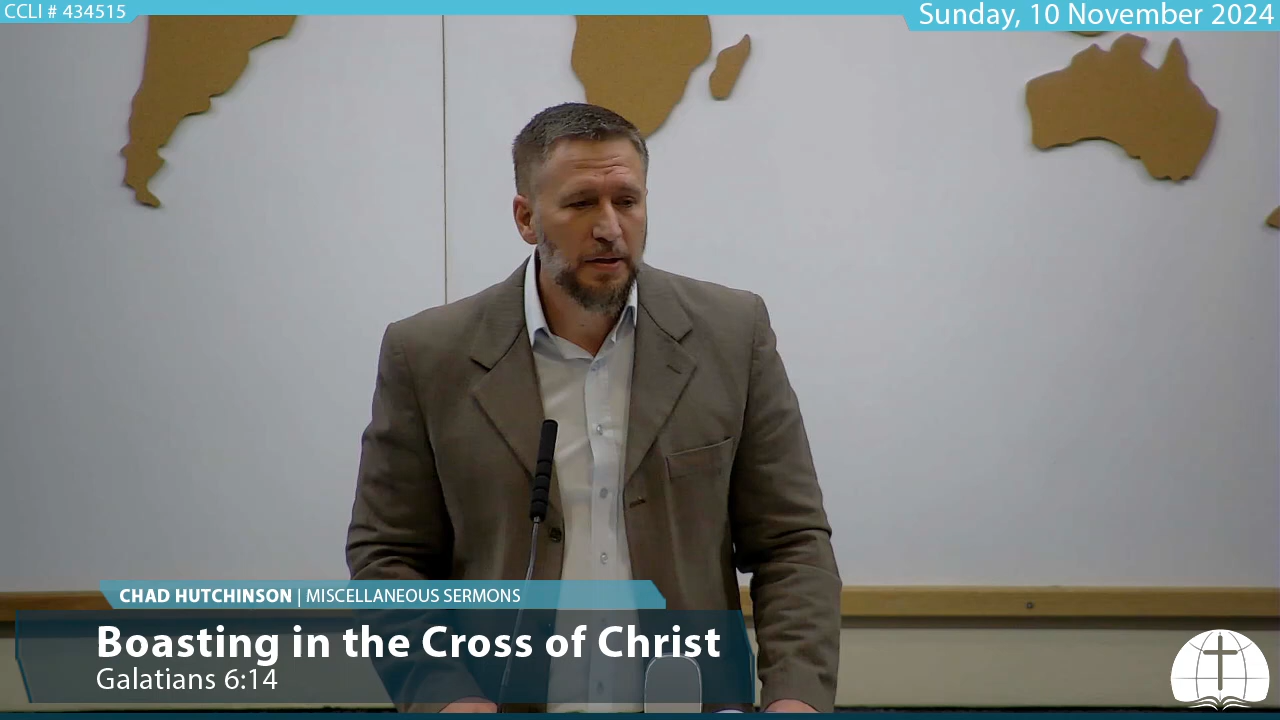 CCLI # 434515
Sunday, 10 November 2024
CHAD HUTCHINSON | MISCELLANEOUS SERMONS
Boasting in the Cross of Christ
Galatians 6:14